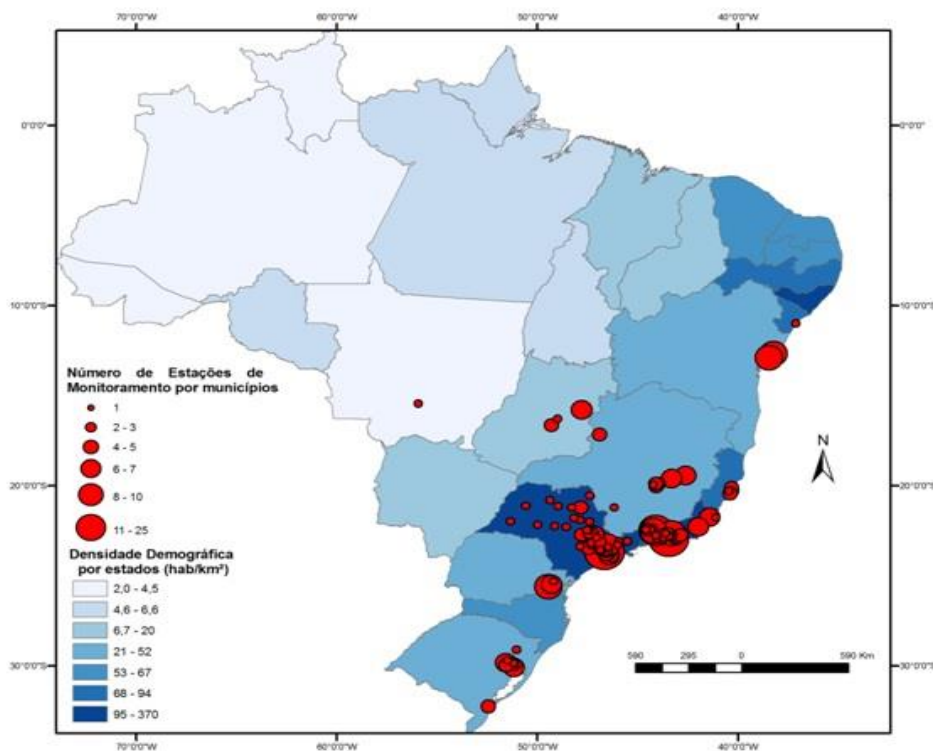 70°0'0"W 60°0'0"W 50°0'0"W 40°0'0"W
0°0'0" 0°0'0"
10°0'0"S 10°0'0"S
Número de Estações de
Monitoramento por municípios
1
2 - 3
4 - 5
6 - 7
8 - 10
11 - 25
N
20°0'0"S 20°0'0"S
Densidade Demográfica
por estados (hab/km²)
2,0 - 4,5
4,6 - 6,6
6,7 - 20
21 - 52
53 - 67
68 - 94
95 - 370
590 295 0 590 Km
30°0'0"S 30°0'0"S
70°0'0"W 60°0'0"W 50°0'0"W 40°0'0"W